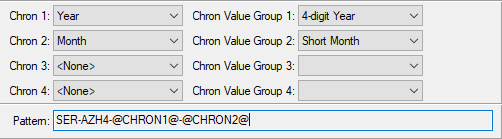 Chron 1: Year Chron Value Group 1: 4-digit Year
Chron 2: Month Chron Value Group 2: Short Month
Chron 3: <None> Chron Value Group 3:
Chron 4: <None> Chron Value Group 4:
Pattern: SER-AZH4-@CHRON1@-@CHRON2@